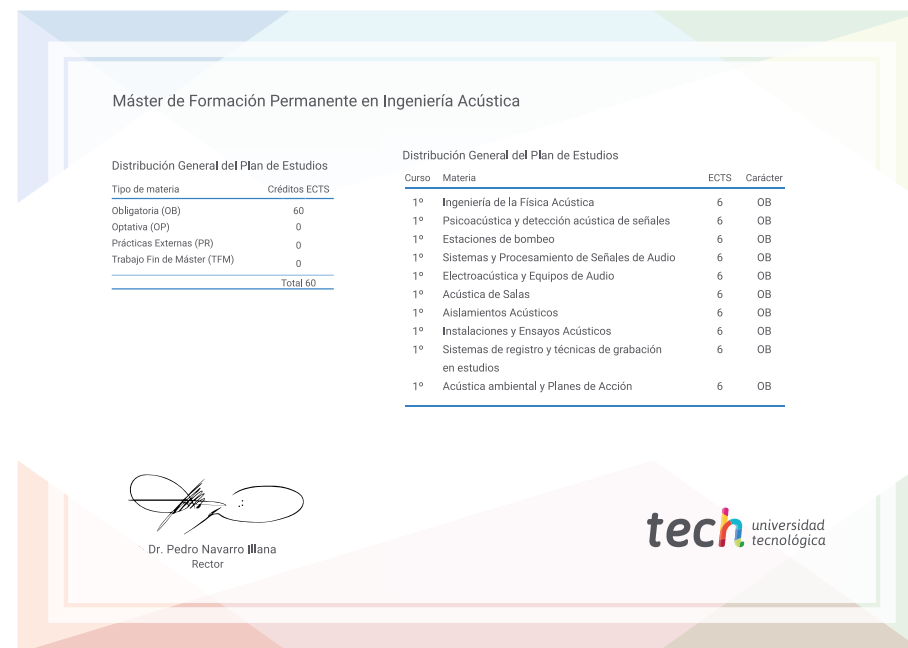 Máster de Formación Permanente en Ingeniería Acústica
Distribución General del Plan de Estudios
Tipo de materia Créditos ECTS
Obligatoria (OB) 60
Optativa (OP) 0
Prácticas Externas (PR) 0
Trabajo Fin de Máster (TFM) 0
Total 60
Distribución General del Plan de Estudios
Curso Materia ECTS Carácter
1º Ingeniería de la Física Acústica 6 OB
1º Psicoacústica y detección acústica de señales 6 OB
1º Estaciones de bombeo 6 OB
1º Sistemas y Procesamiento de Señales de Audio 6 OB
1º Electroacústica y Equipos de Audio 6 OB
1º Acústica de Salas 6 OB
1º Aislamientos Acústicos 6 OB
1º Instalaciones y Ensayos Acústicos 6 OB
1º Sistemas de registro y técnicas de grabación 6 OB
en estudios
1º Acústica ambiental y Planes de Acción 6 OB
Dr. Pedro Navarro Illana
Rector
tech universidad
tecnológica